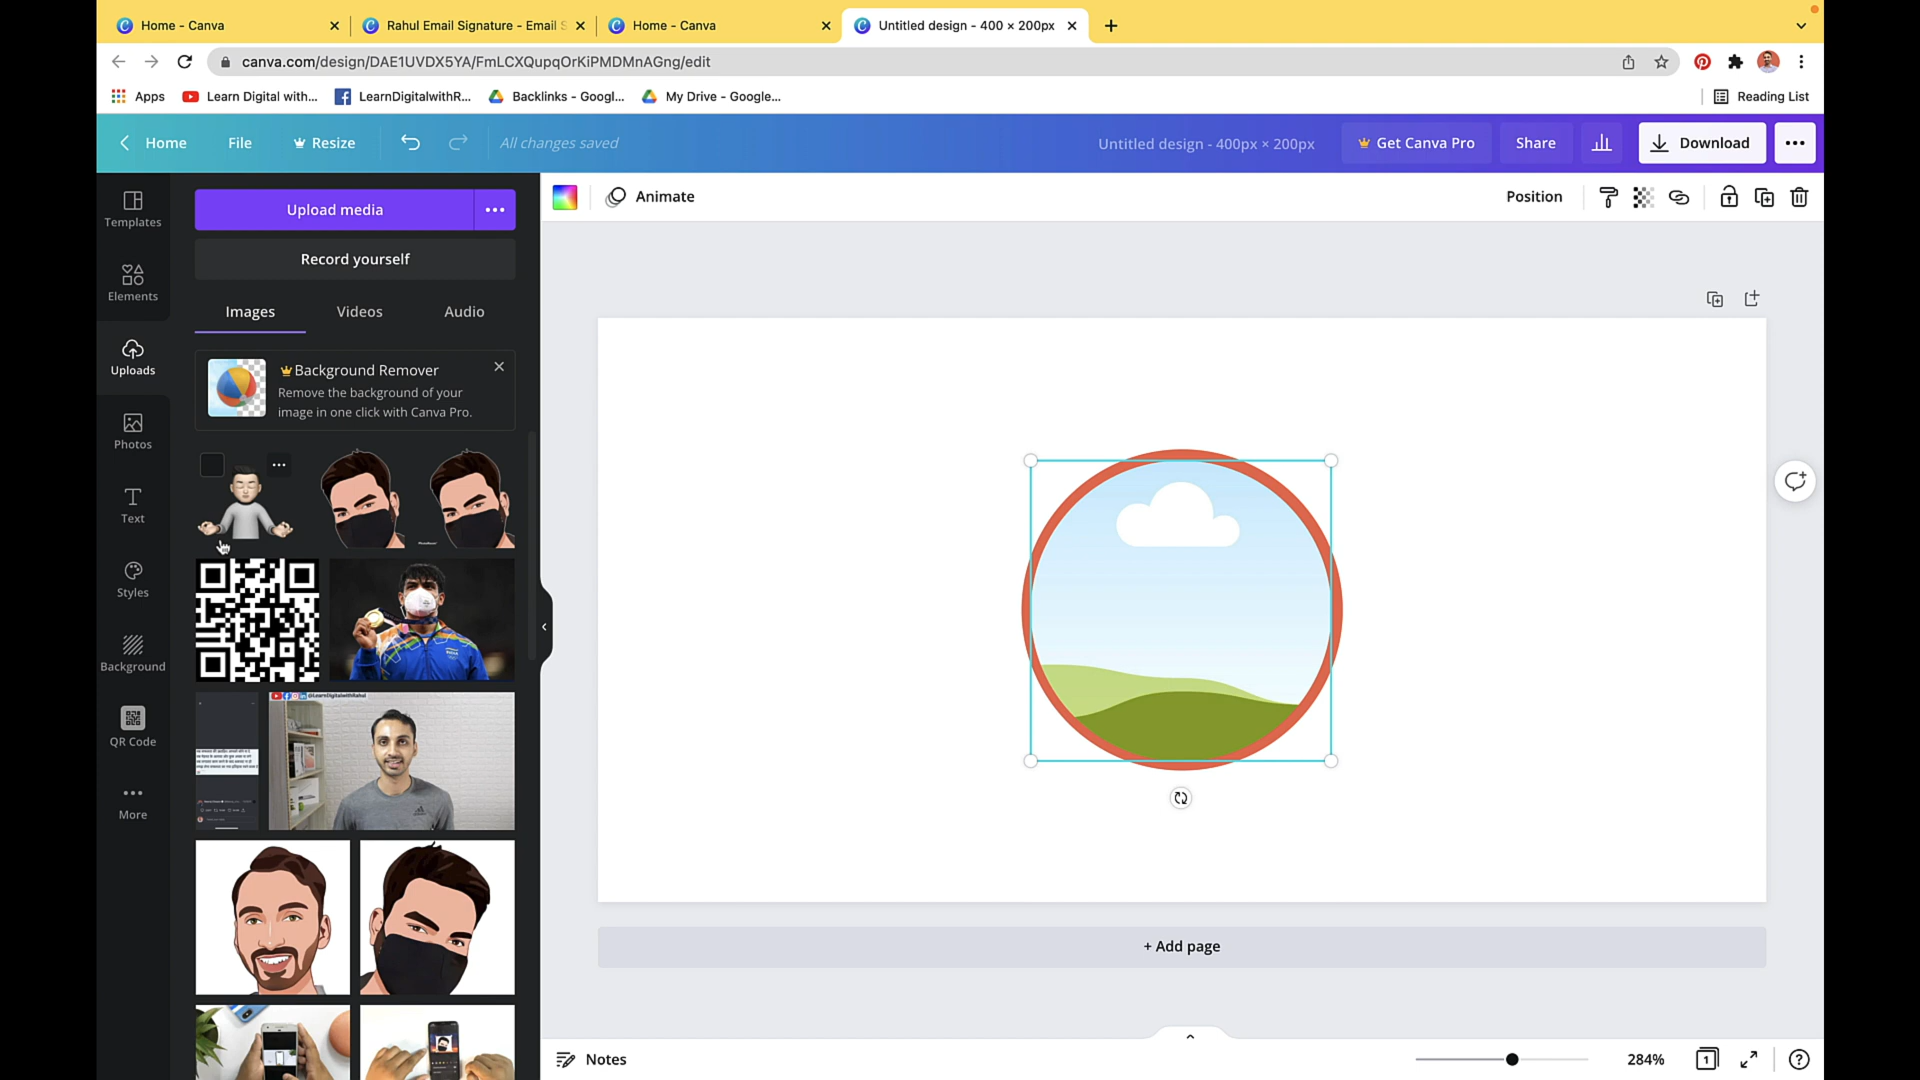 Home - Canva
Rahul Email Signature - Email S
Home - Canva
Untitled design - 400 × 200px
canva.com/design/DAE1UVDX5YA/FmLCXQupqOrKiPMDMnAGng/edit
Apps
Learn Digital with...
LearnDigitalwithR...
Backlinks - Googl...
My Drive - Google...
Reading List
Home
File
Resize
All changes saved
Untitled design - 400px × 200px
Get Canva Pro
Share
Download
Templates
Elements
Uploads
Photos
Text
Styles
Background
QR Code
More
Upload media
Record yourself
Images
Videos
Audio
Background Remover
Remove the background of your
image in one click with Canva Pro.
@LearnDigitalwithRahul
Animate
Position
+ Add page
Notes
284%
1